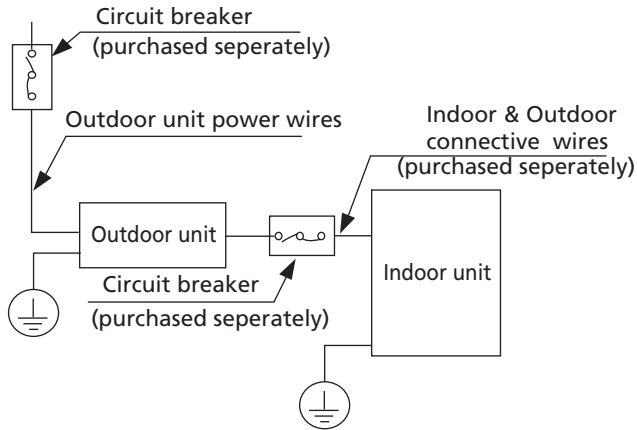 Circuit breaker
(purchased seperately)
Outdoor unit power wires
Indoor & Outdoor
connective wires
(purchased seperately)
Outdoor unit
Indoor unit
Circuit breaker
(purchased seperately)